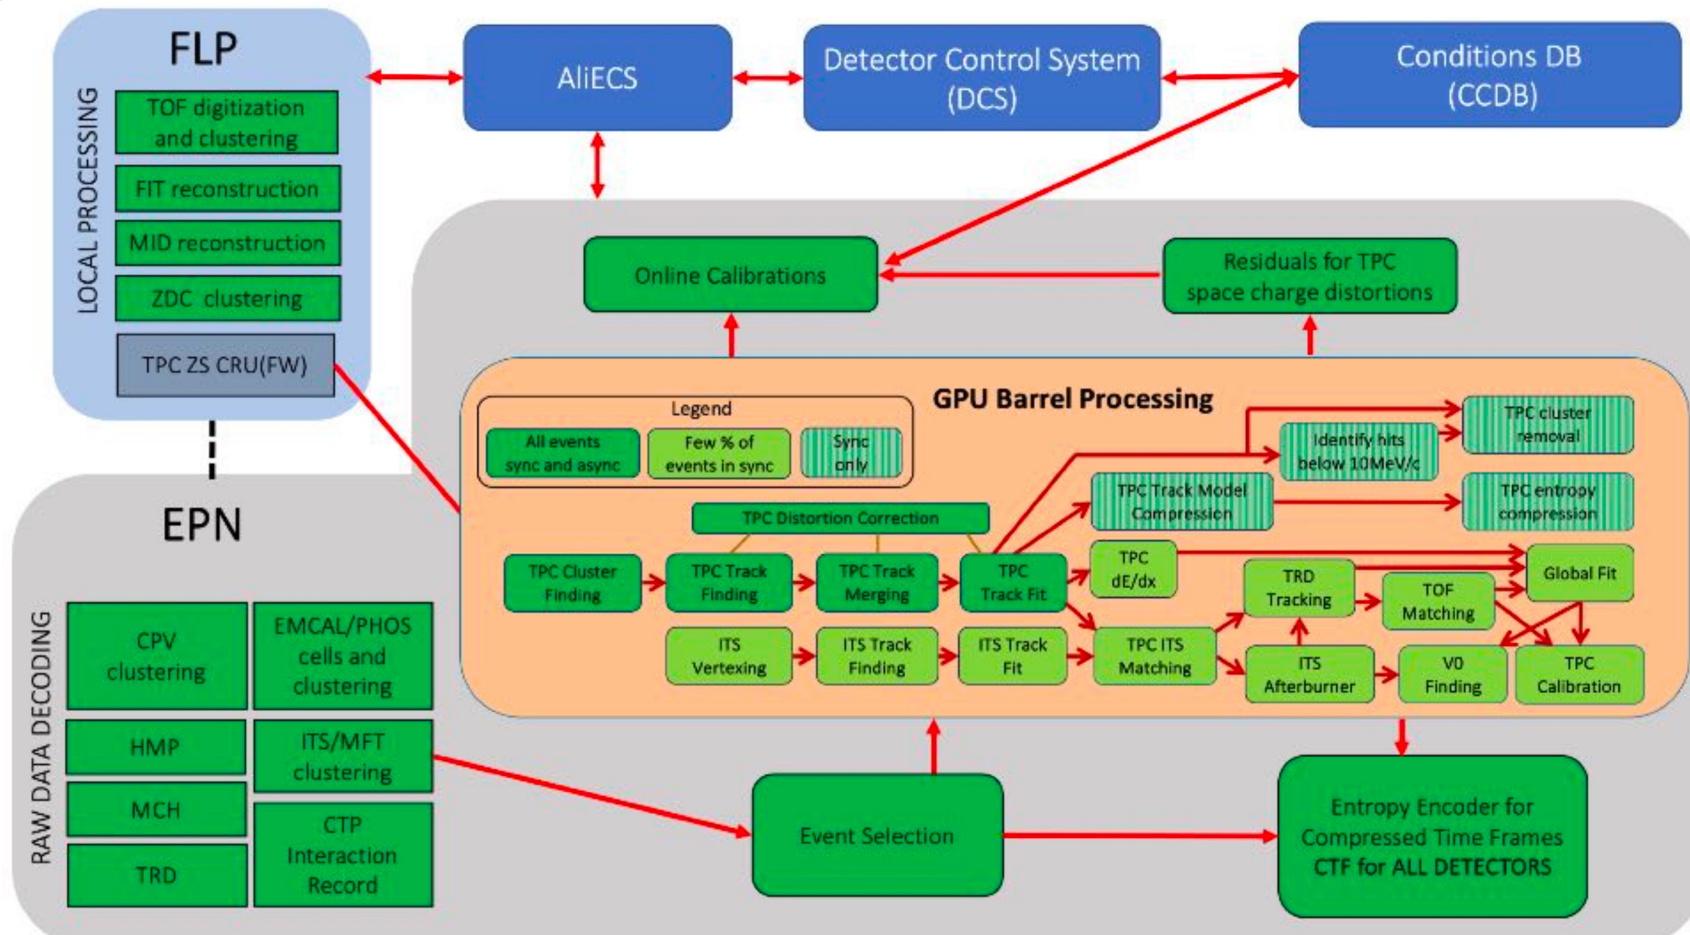 FLP
LOCAL PROCESSING
TOF digitization
and clustering
FIT reconstruction
MID reconstruction
ZDC clustering
TPC ZS CRU(FW)
AliECS
Detector Control System
(DCS)
Conditions DB
(CCDB)
Online Calibrations
Residuals for TPC
space charge distortions
GPU Barrel Processing
Legend
All events
sync and async
Few % of
events in sync
Sync
only
TPC cluster
removal
Identify hits
below 10MeV/c
TPC Track Model
Compression
TPC entropy
compression
TPC Distortion Correction
TPC Cluster
Finding
TPC Track
Finding
TPC Track
Merging
TPC
Track Fit
TPC
dE/dx
TRD
Tracking
TOF
Matching
Global Fit
ITS
Vertexing
ITS Track
Finding
ITS Track
Fit
TPC ITS
Matching
ITS
Afterburner
V0
Finding
TPC
Calibration
EPN
RAW DATA DECODING
CPV
clustering
EMCAL/PHOS
cells and
clustering
HMP
ITS/MFT
clustering
MCH
CTP
Interaction
Record
TRD
Event Selection
Entropy Encoder for
Compressed Time Frames
CTF for ALL DETECTORS